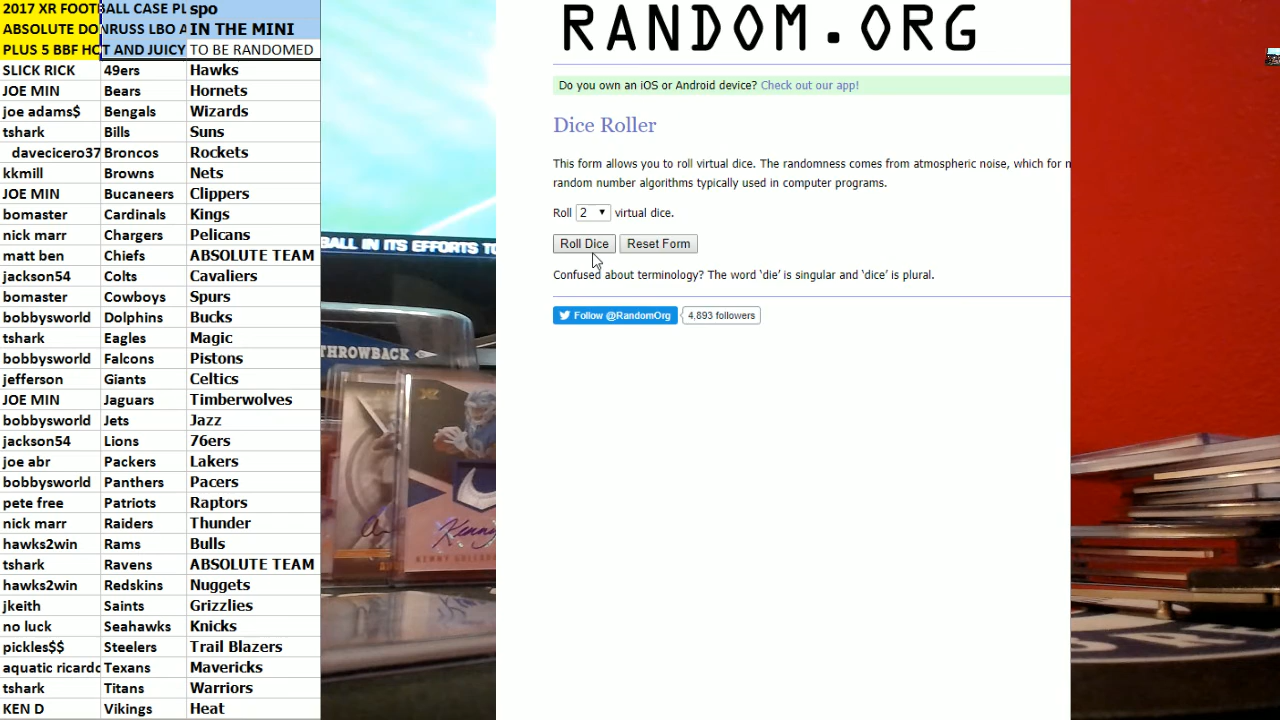 2017 XR FOOTBALL CASE PL spo
ABSOLUTE DONRUSS LBO A IN THE MINI
PLUS 5 BBF HOT AND JUICY TO BE RANDOMED
SLICK RICK 49ers Hawks
JOE MIN Bears Hornets
joe adams$ Bengals Wizards
tshark Bills Suns
davecicero37 Broncos Rockets
kkmill Browns Nets
JOE MIN Bucaneers Clippers
bomaster Cardinals Kings
nick marr Chargers Pelicans
matt ben Chiefs ABSOLUTE TEAM
jackson54 Colts Cavaliers
bomaster Cowboys Spurs
bobbysworld Dolphins Bucks
tshark Eagles Magic
bobbysworld Falcons Pistons
jefferson Giants Celtics
JOE MIN Jaguars Timberwolves
bobbysworld Jets Jazz
jackson54 Lions 76ers
joe abr Packers Lakers
bobbysworld Panthers Pacers
pete free Patriots Raptors
nick marr Raiders Thunder
hawks2win Rams Bulls
tshark Ravens ABSOLUTE TEAM
hawks2win Redskins Nuggets
jkeith Saints Grizzlies
no luck Seahawks Knicks
pickles$$ Steelers Trail Blazers
aquatic ricardo Texans Mavericks
tshark Titans Warriors
KEN D Vikings Heat
BALL IN ITS EFFORTS TO
THROWBACK
RANDOM.ORG
Do you own an iOS or Android device? Check out our app!
Dice Roller
This form allows you to roll virtual dice. The randomness comes from atmospheric noise, which for m
random number algorithms typically used in computer programs.
Roll 2 virtual dice.
Roll Dice Reset Form
Confused about terminology? The word ‘die’ is singular and ‘dice’ is plural.
Follow @RandomOrg 4,893 followers